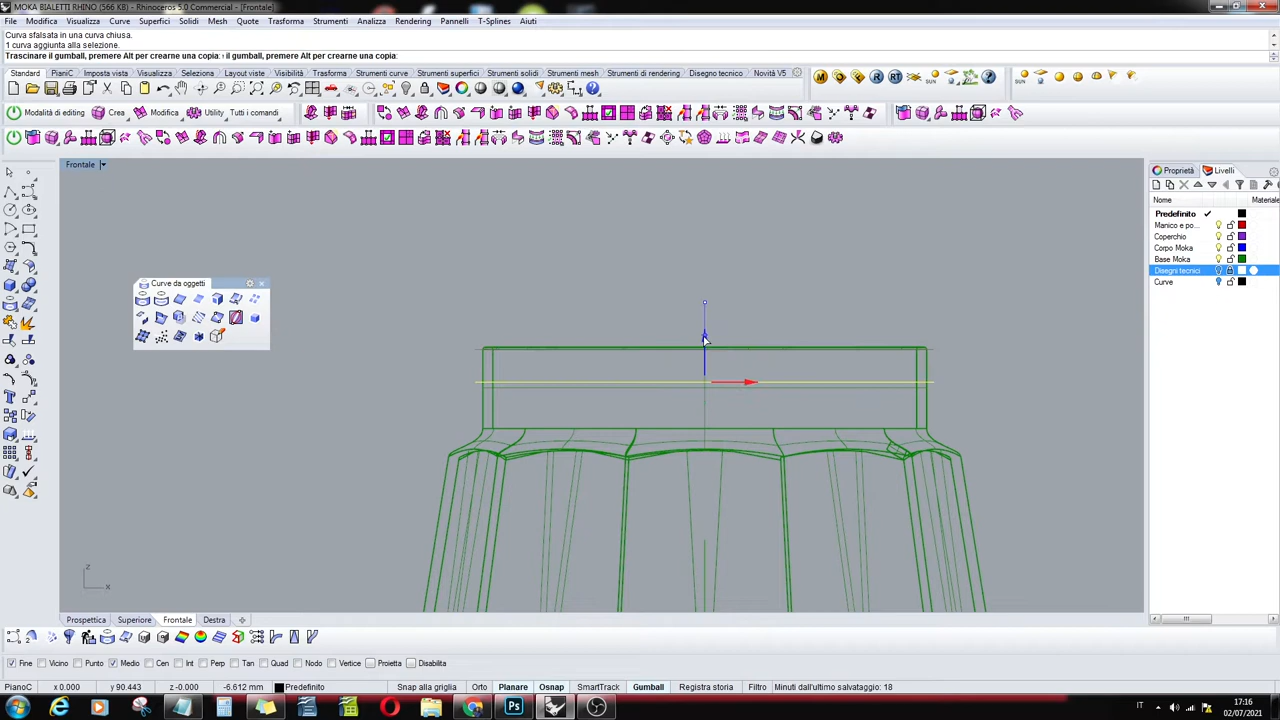 MOKA BIALETTI RHINO (566 KB) - Rhinoceros 5.0 Commercial - [Frontale]
File Modifica Visualizza Curve Superfici Solidi Mesh Quote Trasforma Strumenti Analizza Rendering Pannelli T-Splines Aiuti
Curva sfalsata in una curva chiusa.
1 curva aggiunta alla selezione.
Trascinare il gumball, premere Alt per crearne una copia: il gumball, premere Alt per crearne una copia:
Standard PianiC Imposta vista Visualizza Selezione Layout viste Visibilità Trasforma Strumenti curve Strumenti superfici Strumenti solidi Strumenti mesh Strumenti di rendering Disegno tecnico Novità V5
Modalità di editing Crea Modifica Utility Tutti i comandi
Frontale
Proprietà Livelli
Nome Materiale
Predefinito
Manico e po...
Coperchio
Corpo Moka
Base Moka
Disegni tecnici
Curve
Curve da oggetti
z
x
Prospettica Superiore Frontale Destra
Fine Vicino Punto Medio Cen Int Perp Tan Quad Nodo Vertice Proietta Disabilita
PianoC x 0.000 y 90.443 z -0.000 -6.612 mm Predefinito Snap alla griglia Orto Planare Osnap SmartTrack Gumball Registra storia Filtro Minuti dall'ultimo salvataggio: 18
IT 17:16
02/07/2021